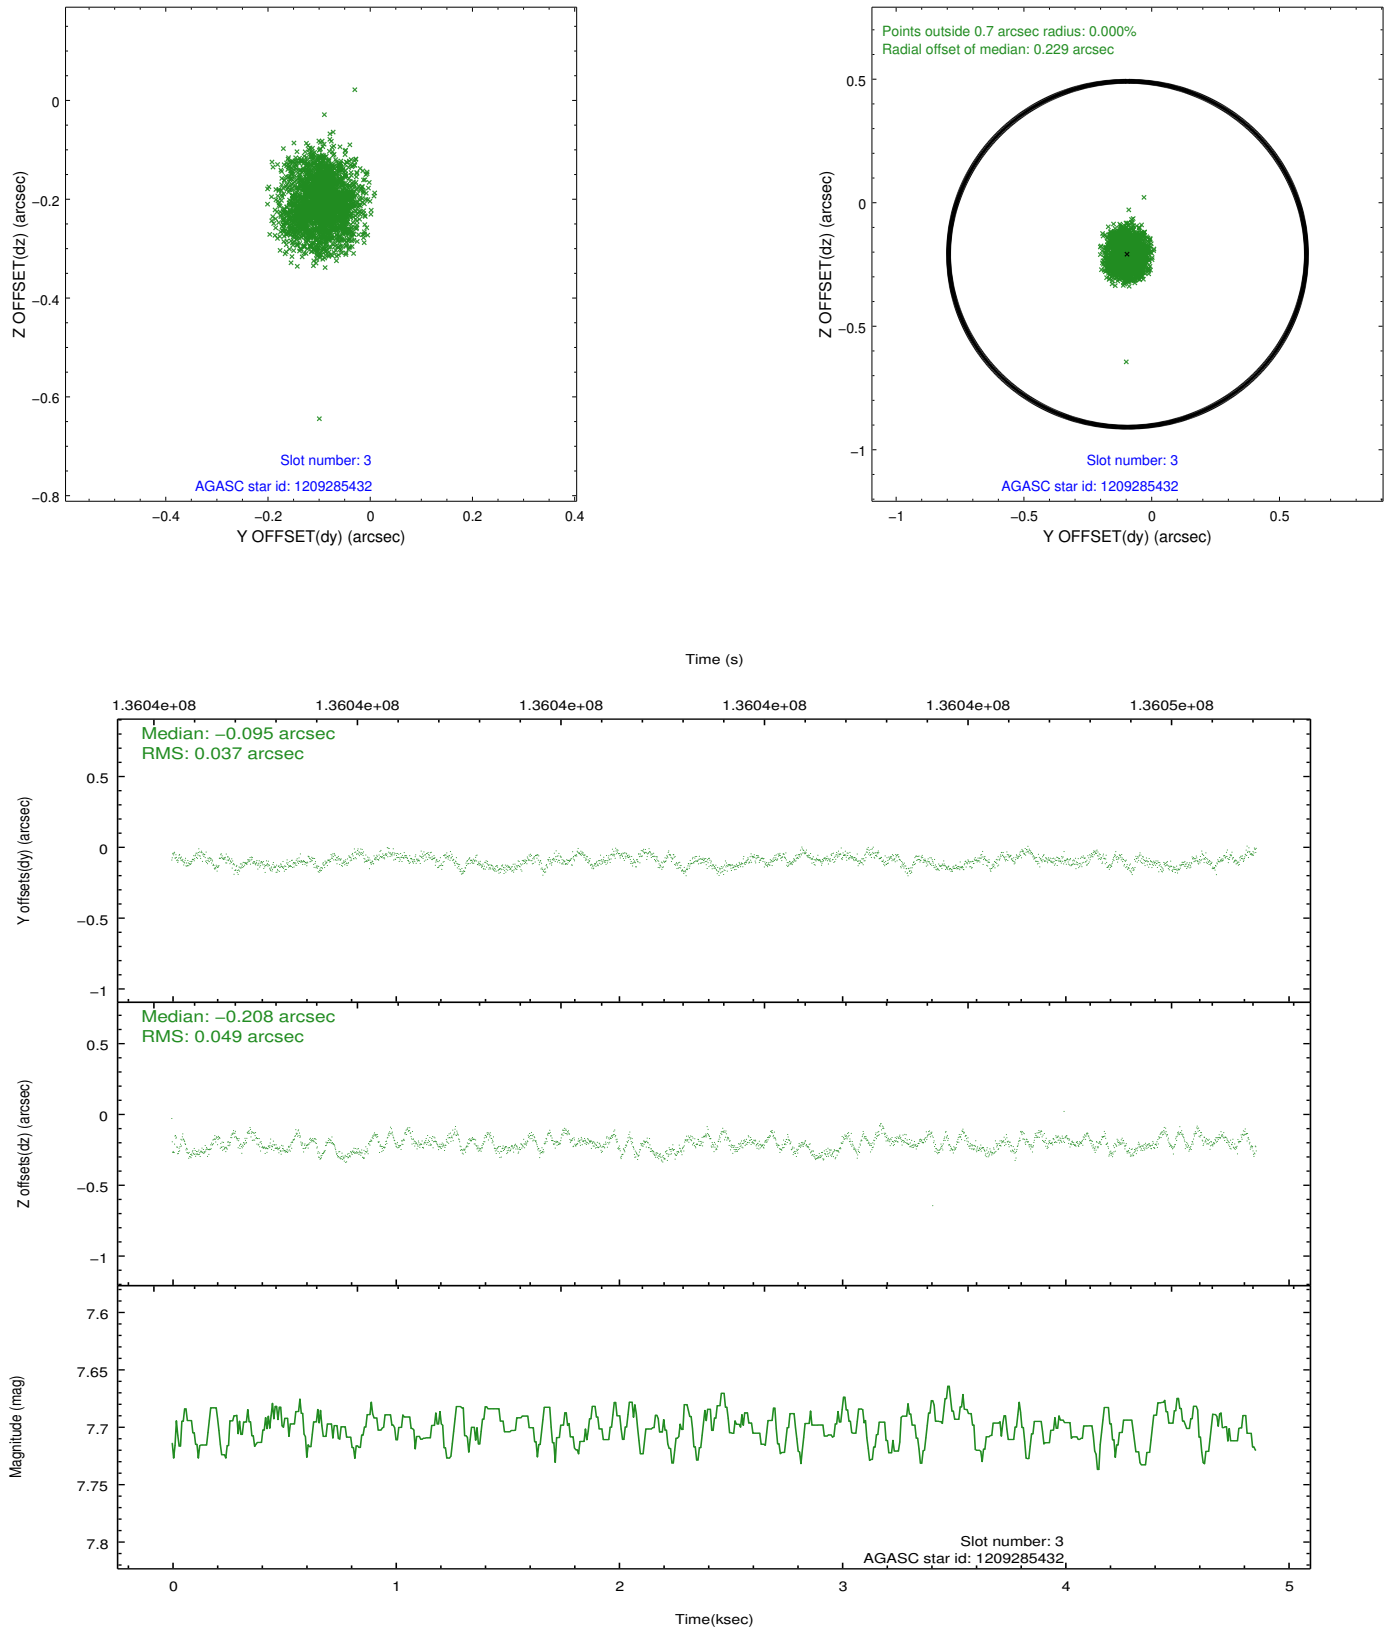 0
−0.2
−0.4
−0.6
−0.8
Z OFFSET(dz) (arcsec)
Slot number: 3
AGASC star id: 1209285432
−0.4
−0.2
0
0.2
0.4
Y OFFSET(dy) (arcsec)
Points outside 0.7 arcsec radius: 0.000%
Radial offset of median: 0.229 arcsec
0.5
0
−0.5
−1
Z OFFSET(dz) (arcsec)
Slot number: 3
AGASC star id: 1209285432
−1
−0.5
0
0.5
Y OFFSET(dy) (arcsec)
Time (s)
1.3604e+08
1.3604e+08
1.3604e+08
1.3604e+08
1.3604e+08
1.3605e+08
Median: −0.095 arcsec
RMS: 0.037 arcsec
0.5
0
−0.5
−1
Y offsets(dy) (arcsec)
Median: −0.208 arcsec
RMS: 0.049 arcsec
0.5
0
−0.5
−1
Z offsets(dz) (arcsec)
7.6
7.65
7.7
7.75
7.8
Magnitude (mag)
Slot number: 3
AGASC star id: 1209285432
0
1
2
3
4
5
Time(ksec)